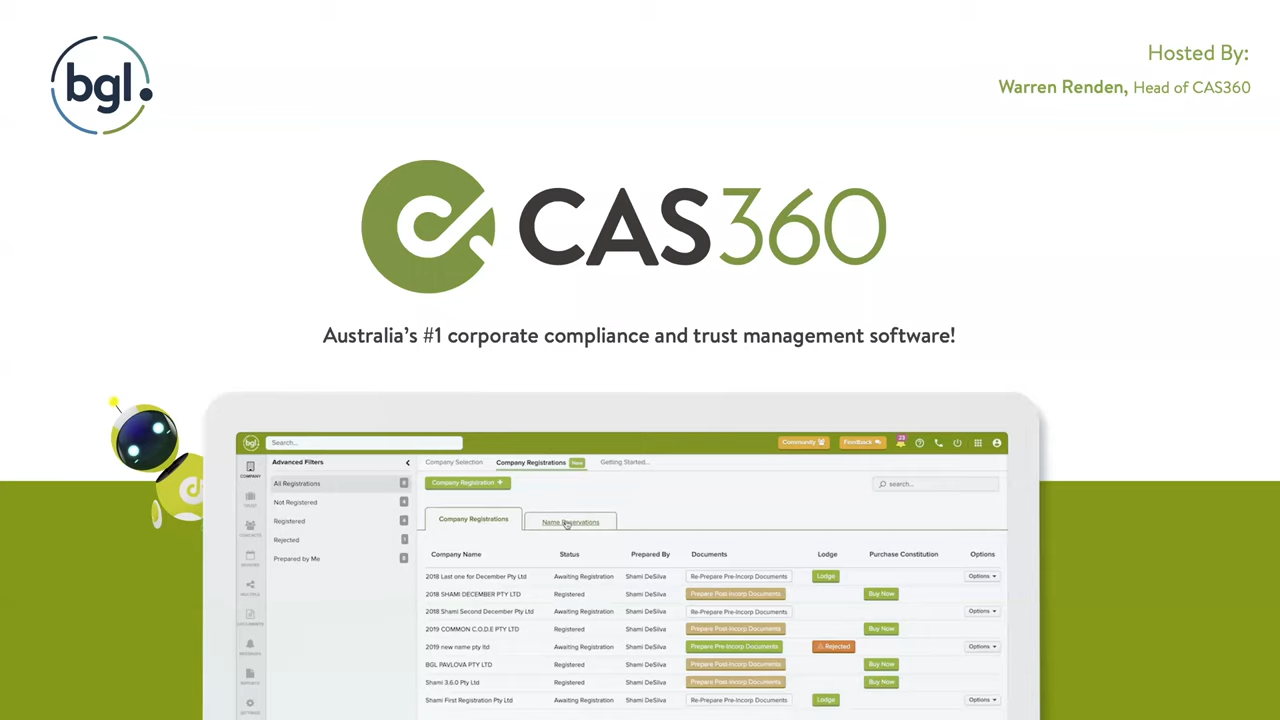 bgl.
Hosted By:
Warren Renden, Head of CAS360
CAS360
Australia's #1 corporate compliance and trust management software!
bgl. Search... Community Feedback 23
Advanced Filters
Company Selection Company Registrations New Getting Started...
COMPANY
All Registrations
Not Registered
Registered
Rejected
Prepared by Me
Company Registration +
search...
Company Registrations Name Reservations
Company Name Status Prepared By Documents Lodge Purchase Constitution Options
2018 Last one for December Pty Ltd Awaiting Registration Shami DeSilva Re-Prepare Pre-Incorp Documents Lodge Options
2018 SHAMI DECEMBER PTY LTD Registered Shami DeSilva Prepare Post-Incorp Documents Buy Now
2018 Shami Second December Pty Ltd Awaiting Registration Shami DeSilva Re-Prepare Pre-Incorp Documents Options
2019 COMMON C.O.D.E PTY LTD Registered Shami DeSilva Prepare Post-Incorp Documents Buy Now
2019 new name pty ltd Awaiting Registration Shami DeSilva Prepare Pre-Incorp Documents Rejected Options
BGL PAVLOVA PTY LTD Registered Shami DeSilva Prepare Post-Incorp Documents Buy Now
Shami 3.6.0 Pty Ltd Registered Shami DeSilva Prepare Post-Incorp Documents Buy Now
Shami First Registration Pty Ltd Awaiting Registration Shami DeSilva Re-Prepare Pre-Incorp Documents Lodge Options